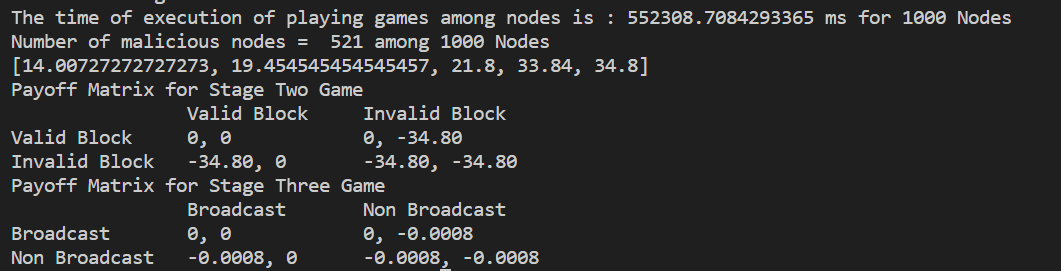 The time of execution of playing games among nodes is : 552308.7084293365 ms for 1000 Nodes
Number of malicious nodes =  521 among 1000 Nodes
[14.00727272727273, 19.454545454545457, 21.8, 33.84, 34.8]
Payoff Matrix for Stage Two Game
Valid Block     Invalid Block
Valid Block     0, 0            0, -34.80
Invalid Block   -34.80, 0       -34.80, -34.80
Payoff Matrix for Stage Three Game
Broadcast       Non Broadcast
Broadcast       0, 0            0, -0.0008
Non Broadcast   -0.0008, 0      -0.0008, -0.0008